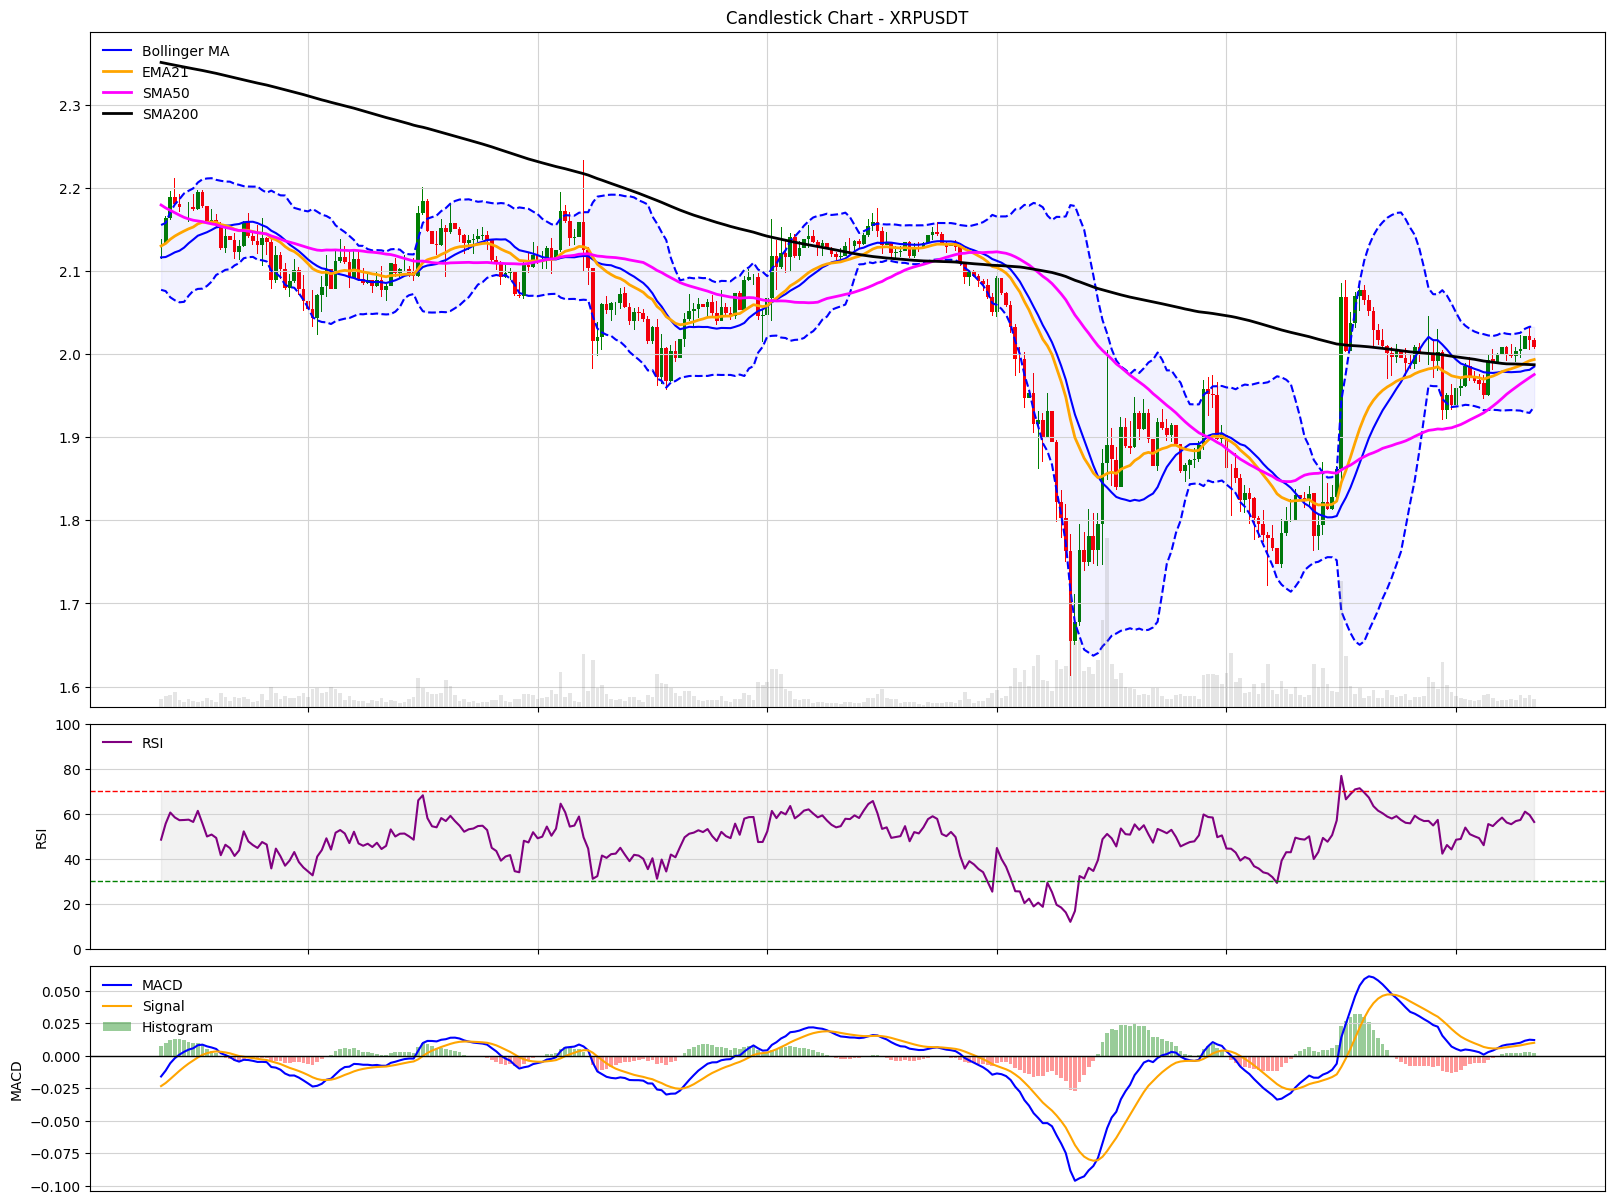 Candlestick Chart - XRPUSDT
Bollinger MA
EMA21
SMA50
SMA200
2.3
2.2
2.1
2.0
1.9
1.8
1.7
1.6
RSI
100
80
60
40
20
0
RSI
MACD
Signal
Histogram
0.050
0.025
0.000
−0.025
−0.050
−0.075
−0.100
MACD